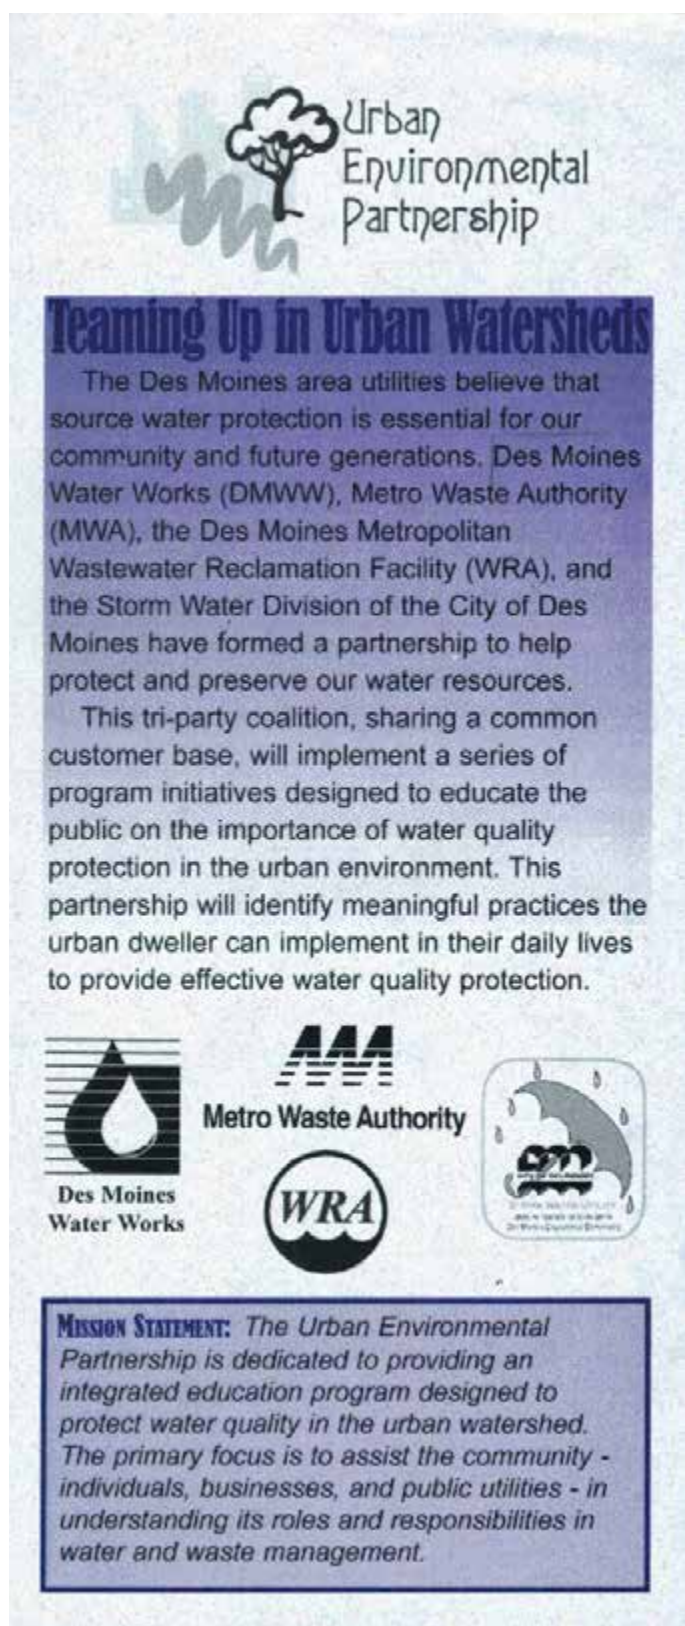 Urban
Environmental
Partnership
Teaming Up in Urban Watersheds
The Des Moines area utilities believe that
source water protection is essential for our
community and future generations. Des Moines
Water Works (DMWW), Metro Waste Authority
(MWA), the Des Moines Metropolitan
Wastewater Reclamation Facility (WRA), and
the Storm Water Division of the City of Des
Moines have formed a partnership to help
protect and preserve our water resources.
This tri-party coalition, sharing a common
customer base, will implement a series of
program initiatives designed to educate the
public on the importance of water quality
protection in the urban environment. This
partnership will identify meaningful practices the
urban dweller can implement in their daily lives
to provide effective water quality protection.
Metro Waste Authority
Des Moines
Water Works
WRA
MISSION STATEMENT: The Urban Environmental
Partnership is dedicated to providing an
integrated education program designed to
protect water quality in the urban watershed.
The primary focus is to assist the community -
individuals, businesses, and public utilities - in
understanding its roles and responsibilities in
water and waste management.